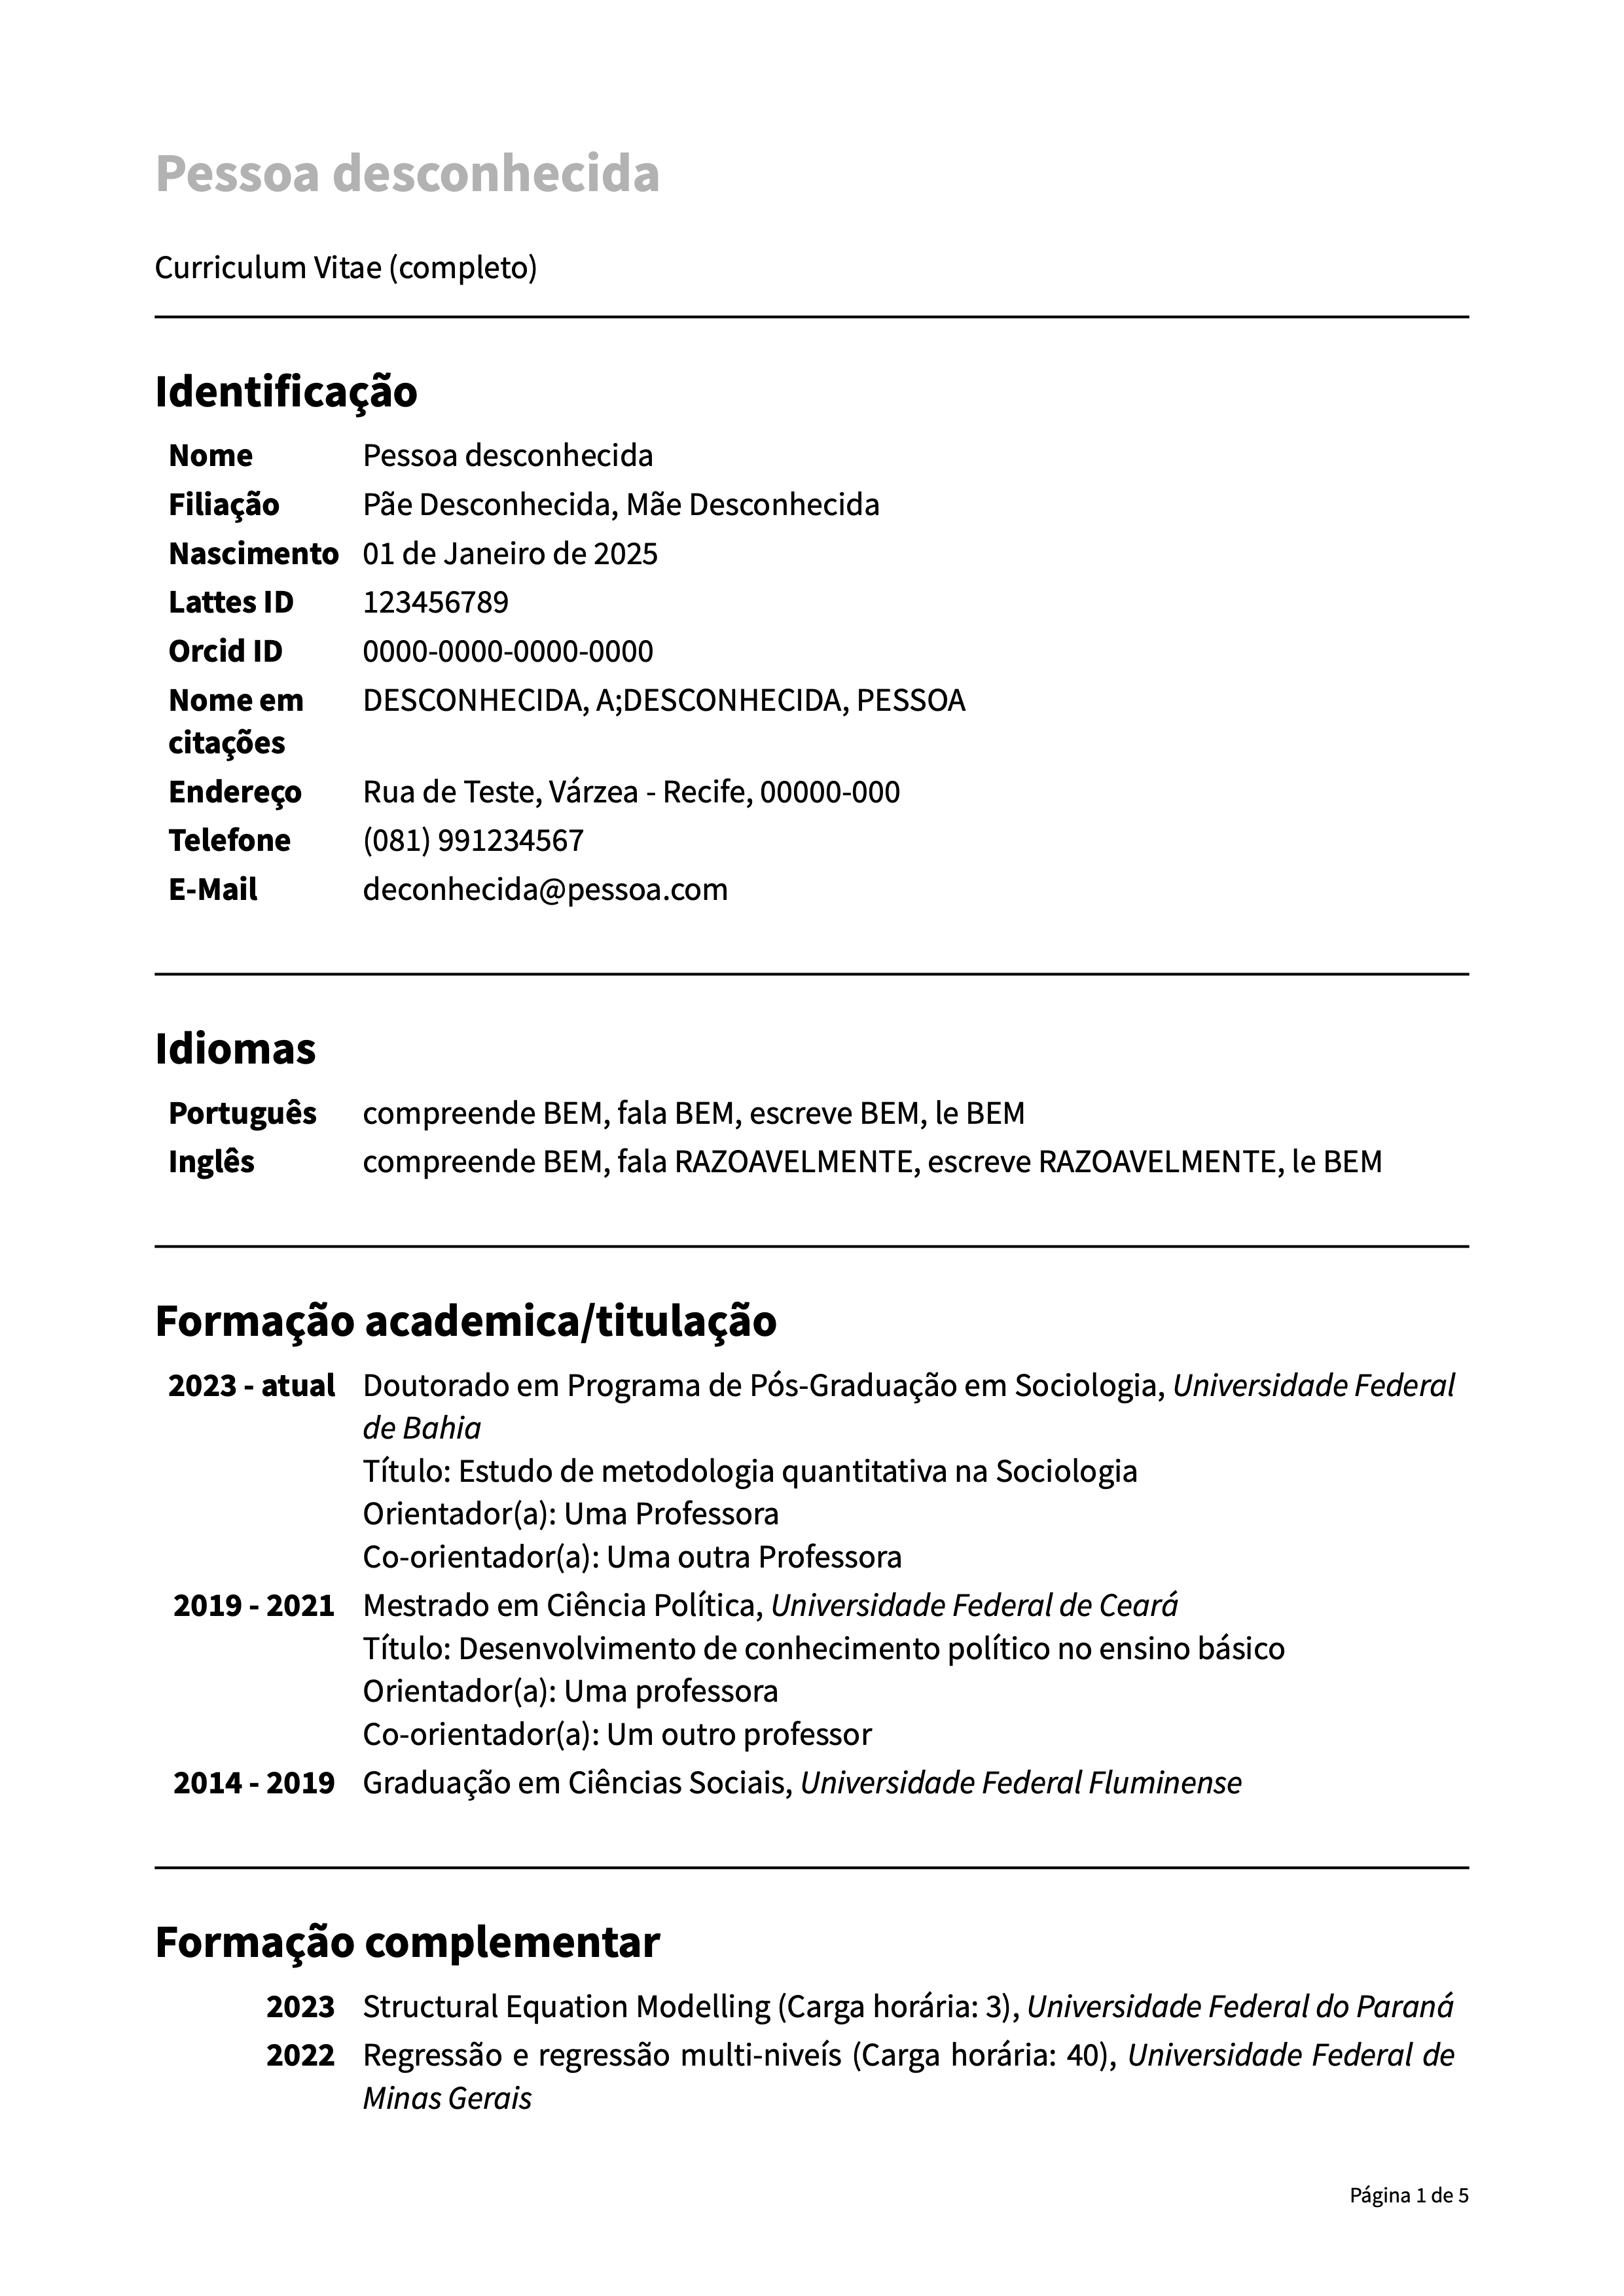 Pessoa desconhecida
Curriculum Vitae (completo)
Identificação
Nome Pessoa desconhecida
Filiação Pãe Desconhecida, Mãe Desconhecida
Nascimento 01 de Janeiro de 2025
Lattes ID 123456789
Orcid ID 0000-0000-0000-0000
Nome em DESCONHECIDA, A;DESCONHECIDA, PESSOA
citações
Endereço Rua de Teste, Várzea - Recife, 00000-000
Telefone (081) 991234567
E-Mail deconhecida@pessoa.com
Idiomas
Português compreende BEM, fala BEM, escreve BEM, le BEM
Inglês compreende BEM, fala RAZOAVELMENTE, escreve RAZOAVELMENTE, le BEM
Formação academica/titulação
2023 - atual Doutorado em Programa de Pós-Graduação em Sociologia, Universidade Federal
de Bahia
Título: Estudo de metodologia quantitativa na Sociologia
Orientador(a): Uma Professora
Co-orientador(a): Uma outra Professora
2019 - 2021 Mestrado em Ciência Política, Universidade Federal de Ceará
Título: Desenvolvimento de conhecimento político no ensino básico
Orientador(a): Uma professora
Co-orientador(a): Um outro professor
2014 - 2019 Graduação em Ciências Sociais, Universidade Federal Fluminense
Formação complementar
2023 Structural Equation Modelling (Carga horária: 3), Universidade Federal do Paraná
2022 Regressão e regressão multi-niveís (Carga horária: 40), Universidade Federal de
Minas Gerais
Página 1 de 5